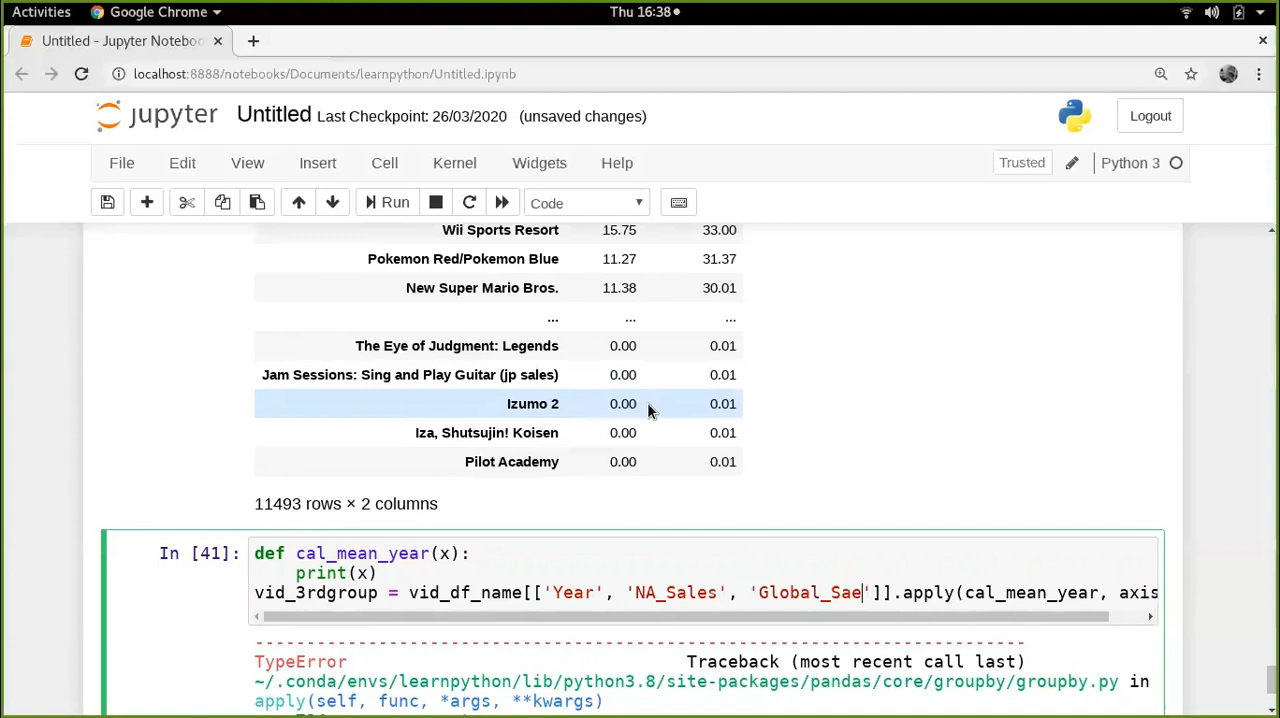 Activities Google Chrome Thu 16:38
Untitled - Jupyter Noteboo
localhost:8888/notebooks/Documents/learnpython/Untitled.ipynb
jupyter Untitled Last Checkpoint: 26/03/2020 (unsaved changes) Logout
File Edit View Insert Cell Kernel Widgets Help Trusted Python 3
Run Code
Wii Sports Resort 15.75 33.00
Pokemon Red/Pokemon Blue 11.27 31.37
New Super Mario Bros. 11.38 30.01
... ... ...
The Eye of Judgment: Legends 0.00 0.01
Jam Sessions: Sing and Play Guitar (jp sales) 0.00 0.01
Izumo 2 0.00 0.01
Iza, Shutsujin! Koisen 0.00 0.01
Pilot Academy 0.00 0.01
11493 rows × 2 columns
In [41]: def cal_mean_year(x):
print(x)
vid_3rdgroup = vid_df_name[['Year', 'NA_Sales', 'Global_Sae']].apply(cal_mean_year, axis
---------------------------------------------------------------------------
TypeError Traceback (most recent call last)
~/.conda/envs/learnpython/lib/python3.8/site-packages/pandas/core/groupby/groupby.py in
apply(self, func, *args, **kwargs)